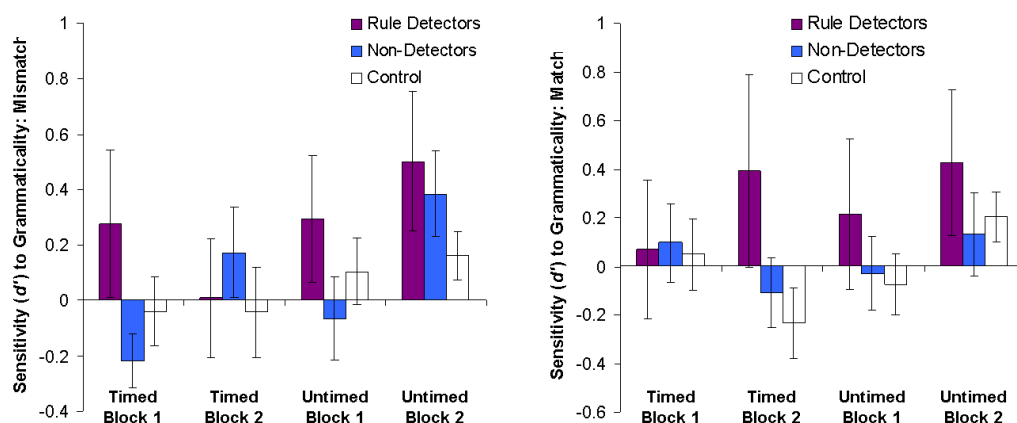 Sensitivity (d') to Grammaticality: Mismatch
1
0.8
0.6
0.4
0.2
0
-0.2
-0.4
Rule Detectors
Non-Detectors
Control
Timed Block 1
Timed Block 2
Untimed Block 1
Untimed Block 2
Sensitivity (d') to Grammaticality: Match
1
0.8
0.6
0.4
0.2
0
-0.2
-0.4
-0.6
Rule Detectors
Non-Detectors
Control
Timed Block 1
Timed Block 2
Untimed Block 1
Untimed Block 2